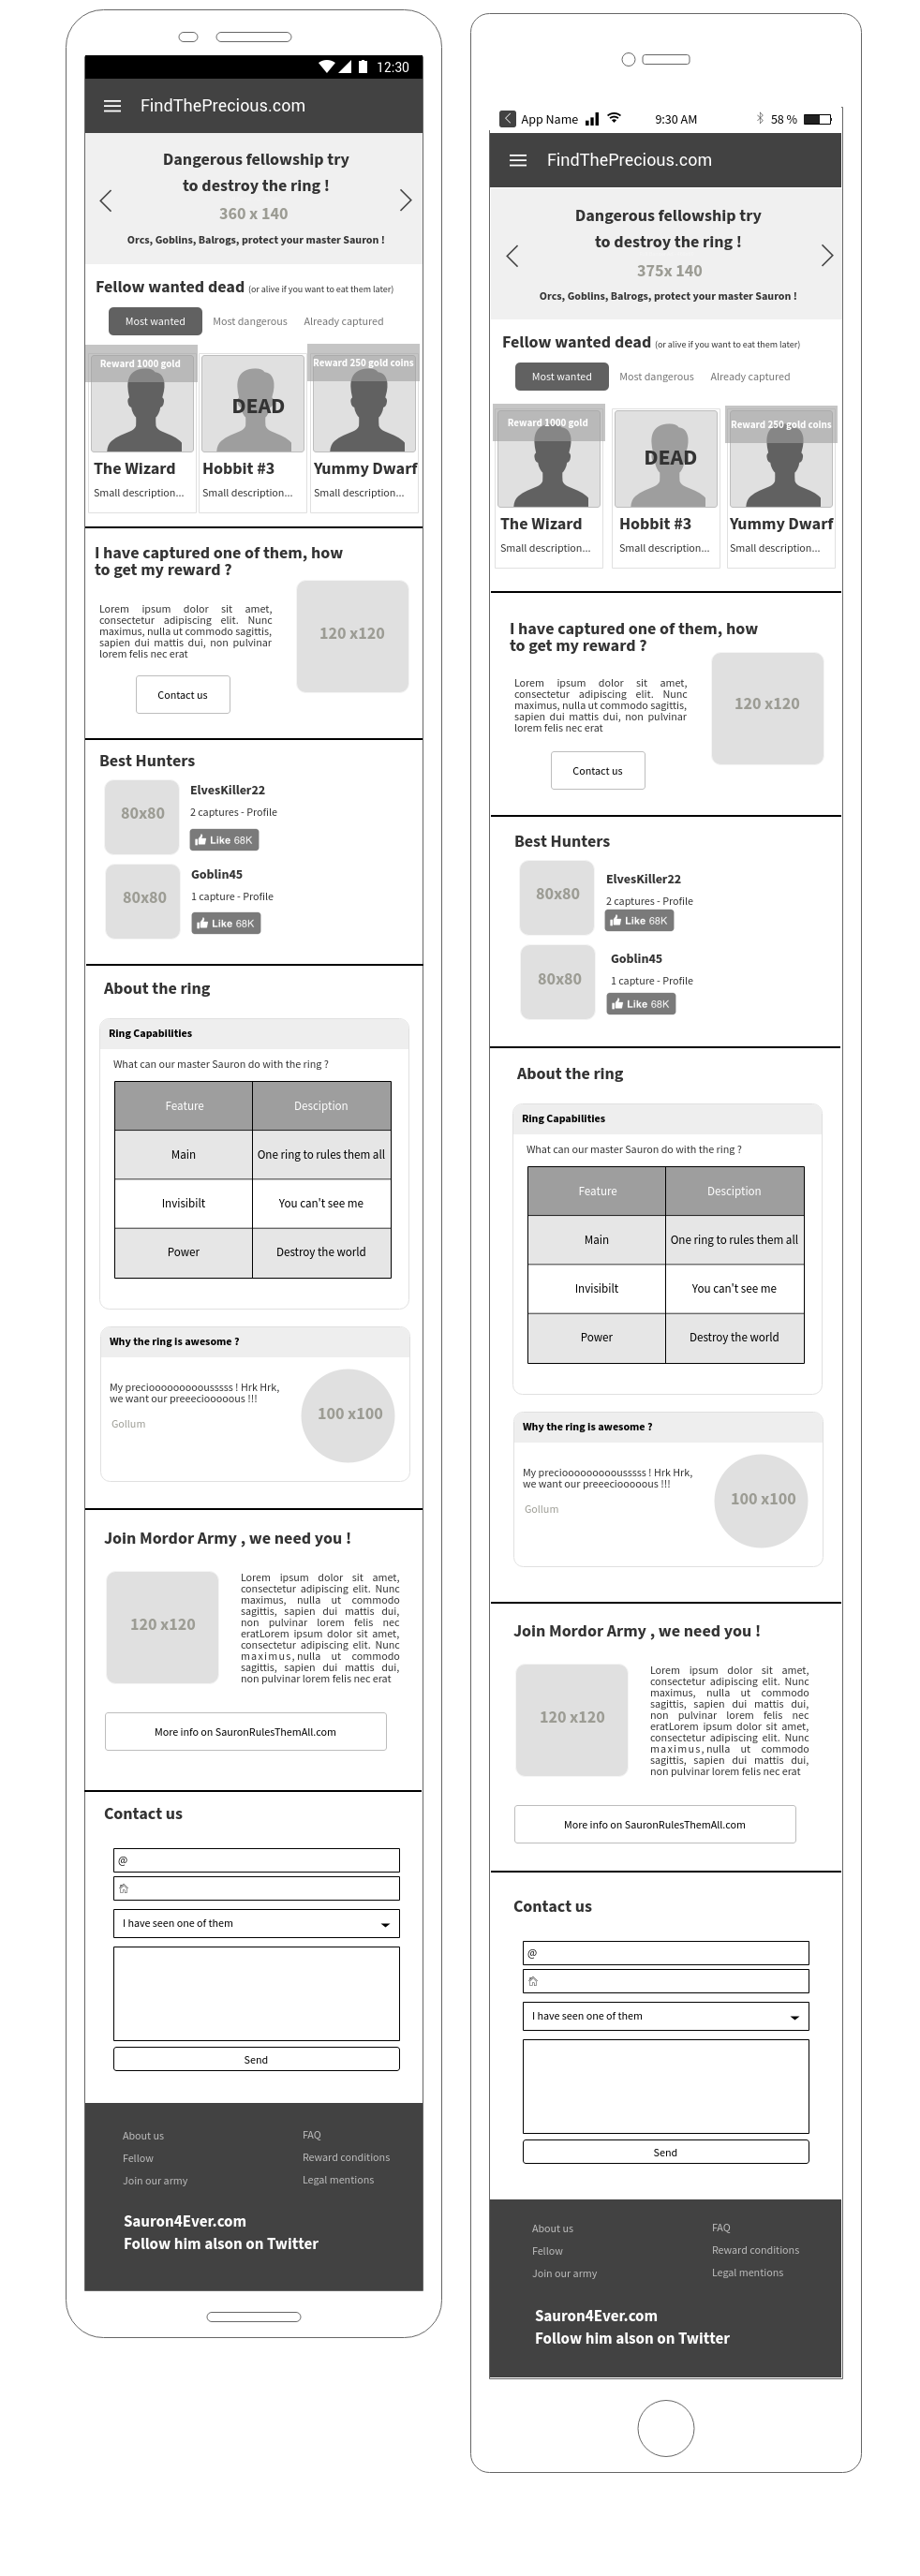 12:30
FindThePrecious.com
Dangerous fellowship try
to destroy the ring !
360 x 140
Orcs, Goblins, Balrogs, protect your master Sauron !
Fellow wanted dead (or alive if you want to eat them later)
Most wanted Most dangerous Already captured
Reward 1000 gold
DEAD
Reward 250 gold coins
The Wizard Hobbit #3 Yummy Dwarf
Small description... Small description... Small description...
I have captured one of them, how
to get my reward ?
Lorem ipsum dolor sit amet,
consectetur adipiscing elit. Nunc
maximus, nulla ut commodo sagittis,
sapien dui mattis dui, non pulvinar
lorem felis nec erat
120 x120
Contact us
Best Hunters
80x80
ElvesKiller22
2 captures - Profile
Like 68K
80x80
Goblin45
1 capture - Profile
Like 68K
About the ring
Ring Capabilities
What can our master Sauron do with the ring ?
Feature Desciption
Main One ring to rules them all
Invisibilt You can't see me
Power Destroy the world
Why the ring is awesome ?
My precioooooooooousssss ! Hrk Hrk,
we want our preeeciooooous !!!
Gollum
100 x100
Join Mordor Army , we need you !
120 x120
Lorem ipsum dolor sit amet,
consectetur adipiscing elit. Nunc
maximus, nulla ut commodo
sagittis, sapien dui mattis dui,
non pulvinar lorem felis nec
eratLorem ipsum dolor sit amet,
consectetur adipiscing elit. Nunc
maximus, nulla ut commodo
sagittis, sapien dui mattis dui,
non pulvinar lorem felis nec erat
More info on SauronRulesThemAll.com
Contact us
@
I have seen one of them
Send
About us FAQ
Fellow Reward conditions
Join our army Legal mentions
Sauron4Ever.com
Follow him alson on Twitter
App Name 9:30 AM 58 %
FindThePrecious.com
Dangerous fellowship try
to destroy the ring !
375x 140
Orcs, Goblins, Balrogs, protect your master Sauron !
Fellow wanted dead (or alive if you want to eat them later)
Most wanted Most dangerous Already captured
Reward 1000 gold
DEAD
Reward 250 gold coins
The Wizard Hobbit #3 Yummy Dwarf
Small description... Small description... Small description...
I have captured one of them, how
to get my reward ?
Lorem ipsum dolor sit amet,
consectetur adipiscing elit. Nunc
maximus, nulla ut commodo sagittis,
sapien dui mattis dui, non pulvinar
lorem felis nec erat
120 x120
Contact us
Best Hunters
80x80
ElvesKiller22
2 captures - Profile
Like 68K
80x80
Goblin45
1 capture - Profile
Like 68K
About the ring
Ring Capabilities
What can our master Sauron do with the ring ?
Feature Desciption
Main One ring to rules them all
Invisibilt You can't see me
Power Destroy the world
Why the ring is awesome ?
My precioooooooooousssss ! Hrk Hrk,
we want our preeeciooooous !!!
Gollum
100 x100
Join Mordor Army , we need you !
120 x120
Lorem ipsum dolor sit amet,
consectetur adipiscing elit. Nunc
maximus, nulla ut commodo
sagittis, sapien dui mattis dui,
non pulvinar lorem felis nec
eratLorem ipsum dolor sit amet,
consectetur adipiscing elit. Nunc
maximus, nulla ut commodo
sagittis, sapien dui mattis dui,
non pulvinar lorem felis nec erat
More info on SauronRulesThemAll.com
Contact us
@
I have seen one of them
Send
About us FAQ
Fellow Reward conditions
Join our army Legal mentions
Sauron4Ever.com
Follow him alson on Twitter